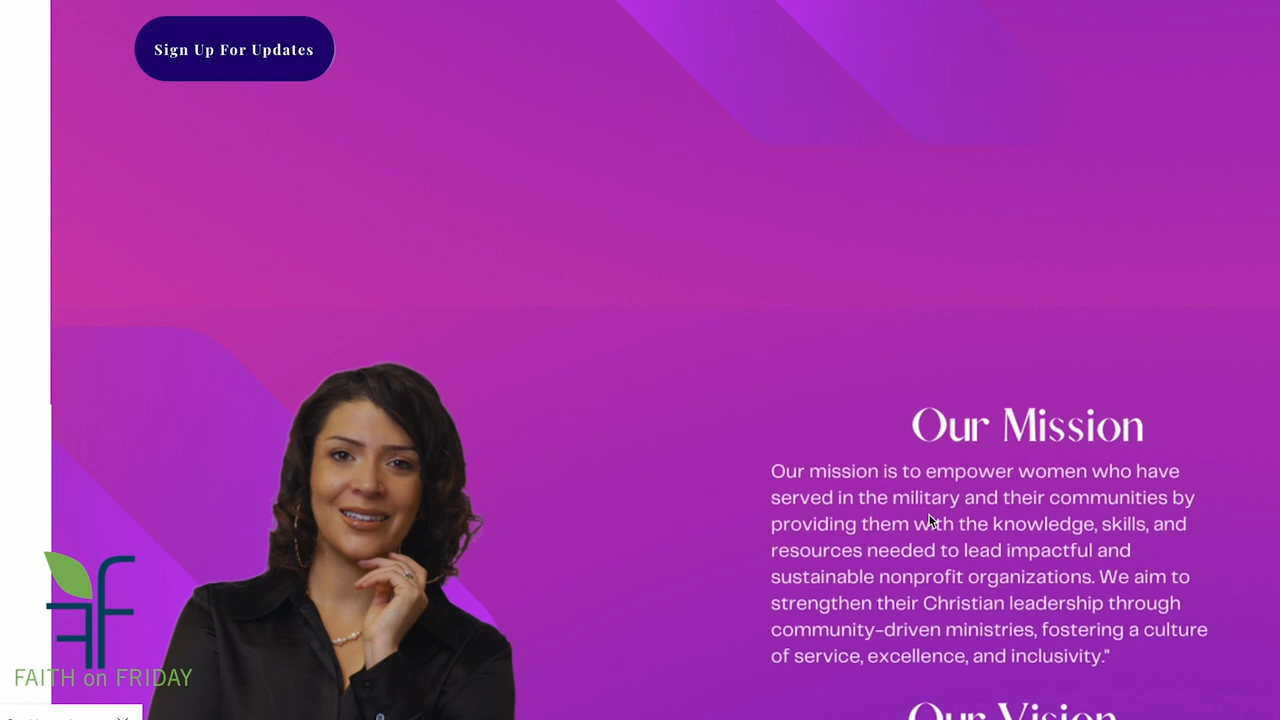 Sign Up For Updates
Our Mission
Our mission is to empower women who have
served in the military and their communities by
providing them with the knowledge, skills, and
resources needed to lead impactful and
sustainable nonprofit organizations. We aim to
strengthen their Christian leadership through
community-driven ministries, fostering a culture
of service, excellence, and inclusivity."
FAITH on FRIDAY
Our Vision